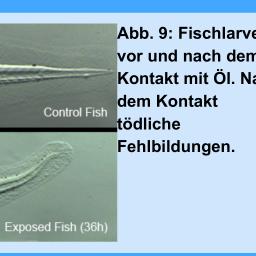 Abb. 9: Fischlarve
vor und nach dem
Kontakt mit Öl. Na
dem Kontakt
tödliche
Fehlbildungen.
Control Fish
Exposed Fish (36h)